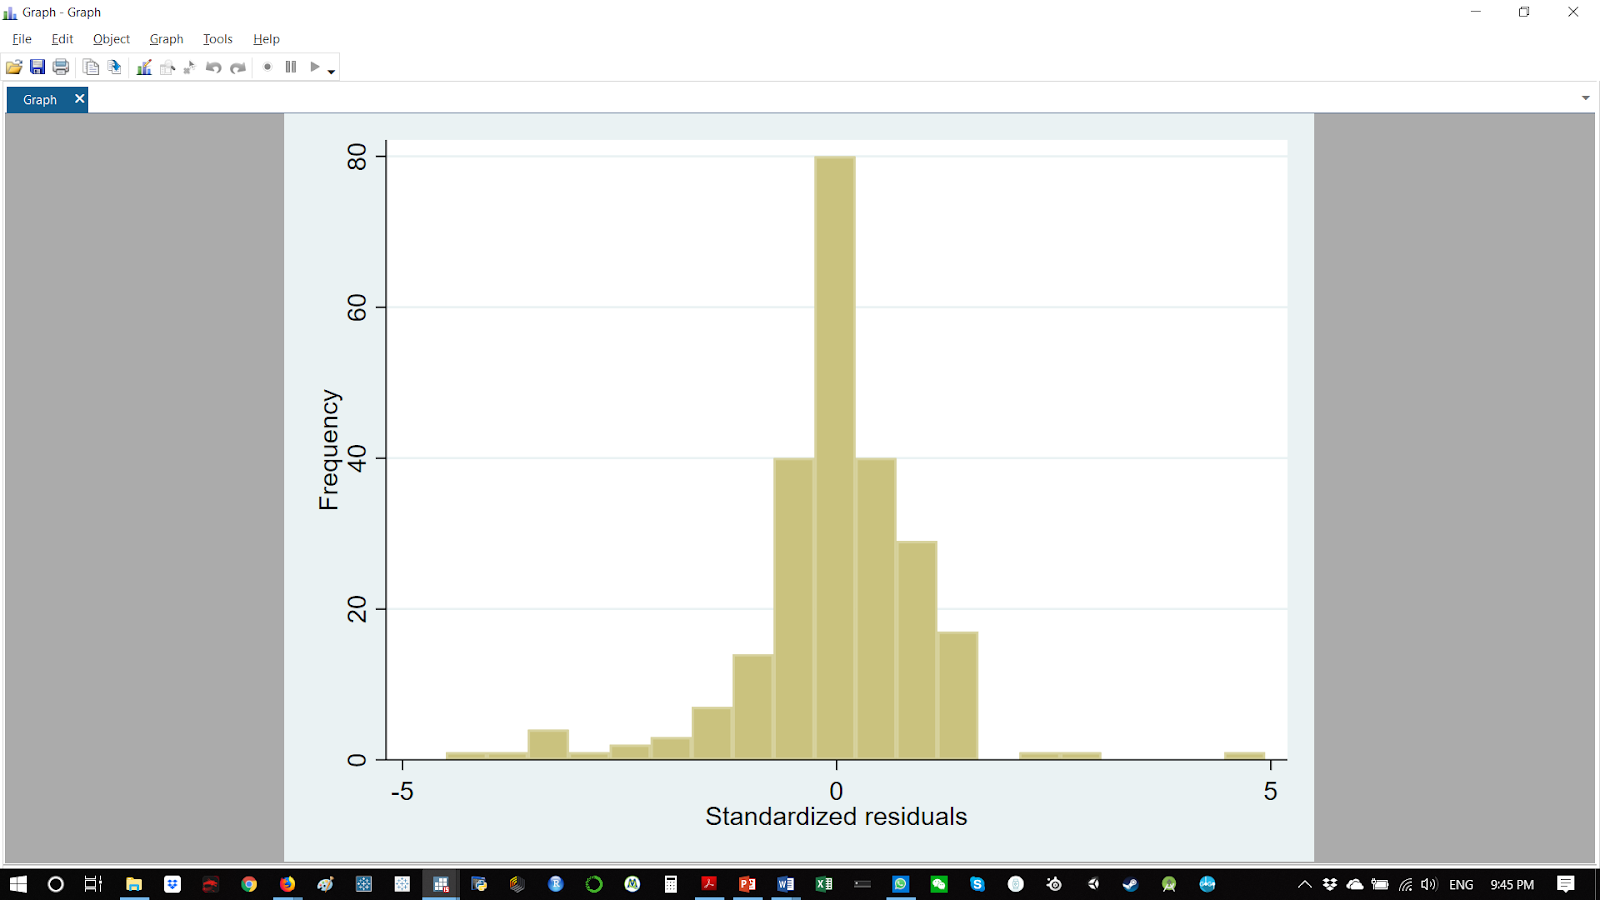 Graph - Graph
File Edit Object Graph Tools Help
Graph
80
60
40
20
0
Frequency
-5 0 5
Standardized residuals
ENG 9:45 PM